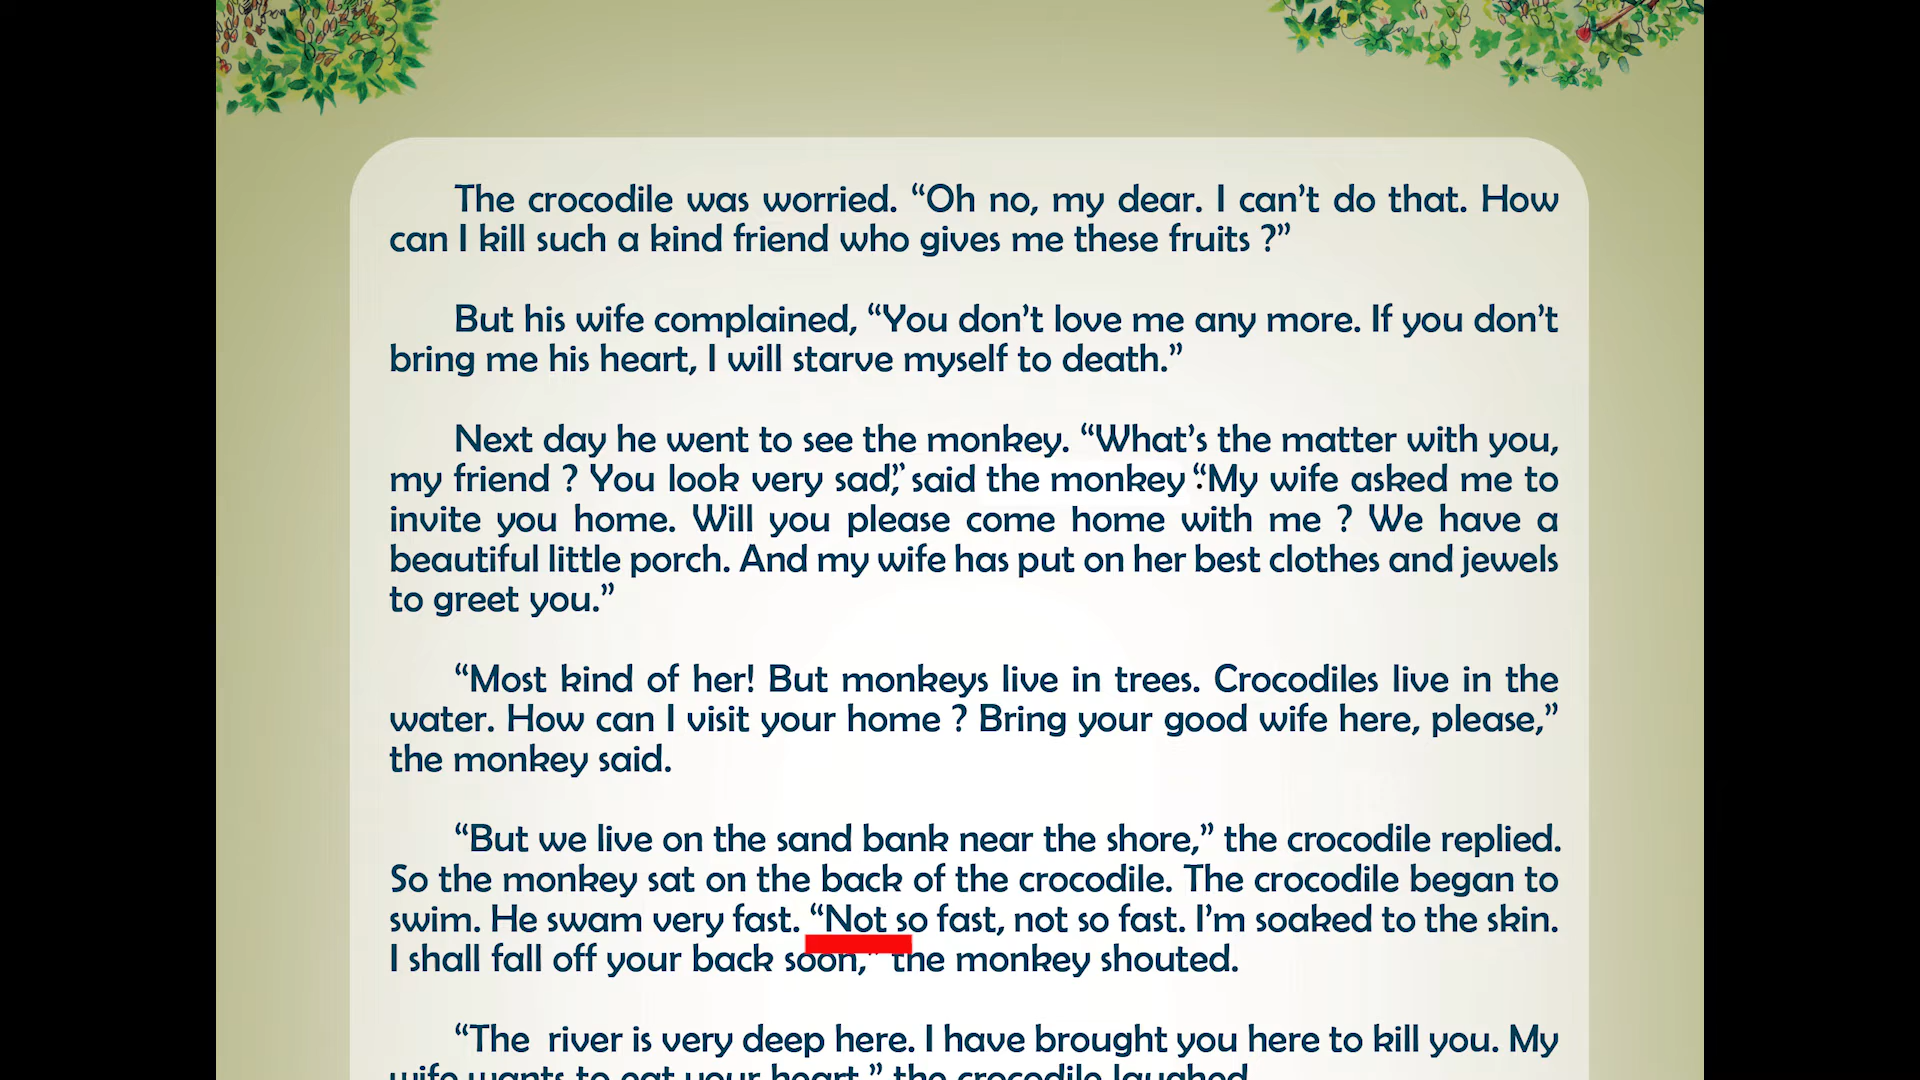 The crocodile was worried. “Oh no, my dear. I can’t do that. How
can I kill such a kind friend who gives me these fruits ?”
But his wife complained, “You don’t love me any more. If you don’t
bring me his heart, I will starve myself to death.”
Next day he went to see the monkey. “What’s the matter with you,
my friend ? You look very sad,” said the monkey “.My wife asked me to
invite you home. Will you please come home with me ? We have a
beautiful little porch. And my wife has put on her best clothes and jewels
to greet you.”
“Most kind of her! But monkeys live in trees. Crocodiles live in the
water. How can I visit your home ? Bring your good wife here, please,”
the monkey said.
“But we live on the sand bank near the shore,” the crocodile replied.
So the monkey sat on the back of the crocodile. The crocodile began to
swim. He swam very fast. “Not so fast, not so fast. I’m soaked to the skin.
I shall fall off your back soon,” the monkey shouted.
“The river is very deep here. I have brought you here to kill you. My
wife wants to eat your heart,” the crocodile laughed.